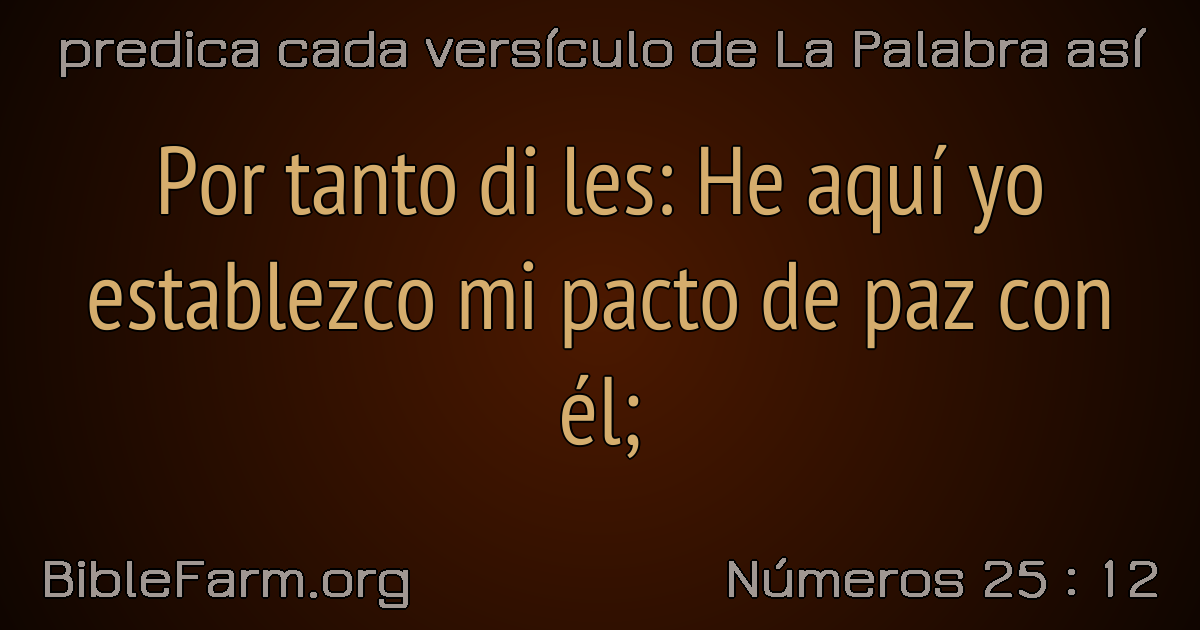 predica cada versículo de La Palabra así
Por tanto di les: He aquí yo
establezco mi pacto de paz con
él;
BibleFarm.org
Números 25 : 12